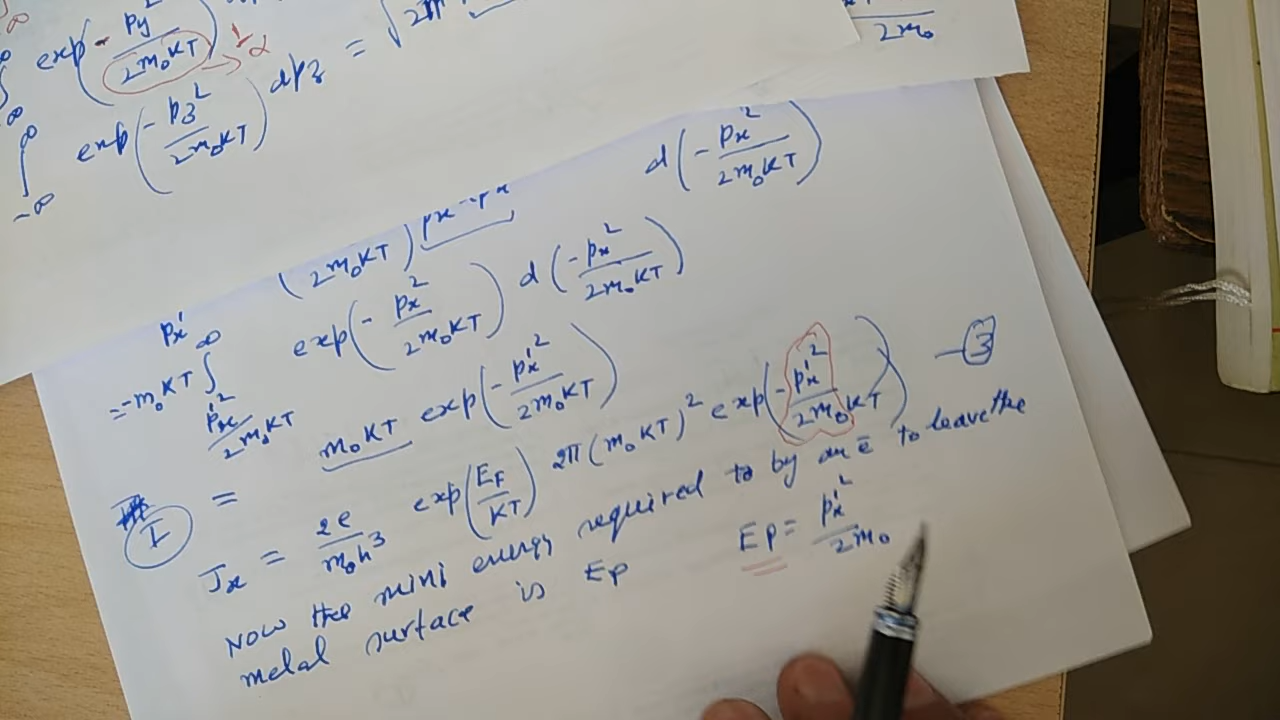 exp(-py²/2m₀KT) → 1/α
∫_{-∞}^{∞} exp(-p3²/2m₀KT) dp3 = √2π
2m₀
d(-px²/2m₀KT)
(2m₀KT)
= -m₀KT ∫_{px'²/2m₀KT}^{∞} exp(-px²/2m₀KT) d(-px²/2m₀KT)
= m₀KT exp(-px'²/2m₀KT)
I
Jx = 2e/m₀h³ exp(EF/KT) 2π(m₀KT)² exp(-px'²/2m₀KT) - 3
Now the mini energy required to by an ē to leave the
metal surface is Ep Ep = px'²/2m₀